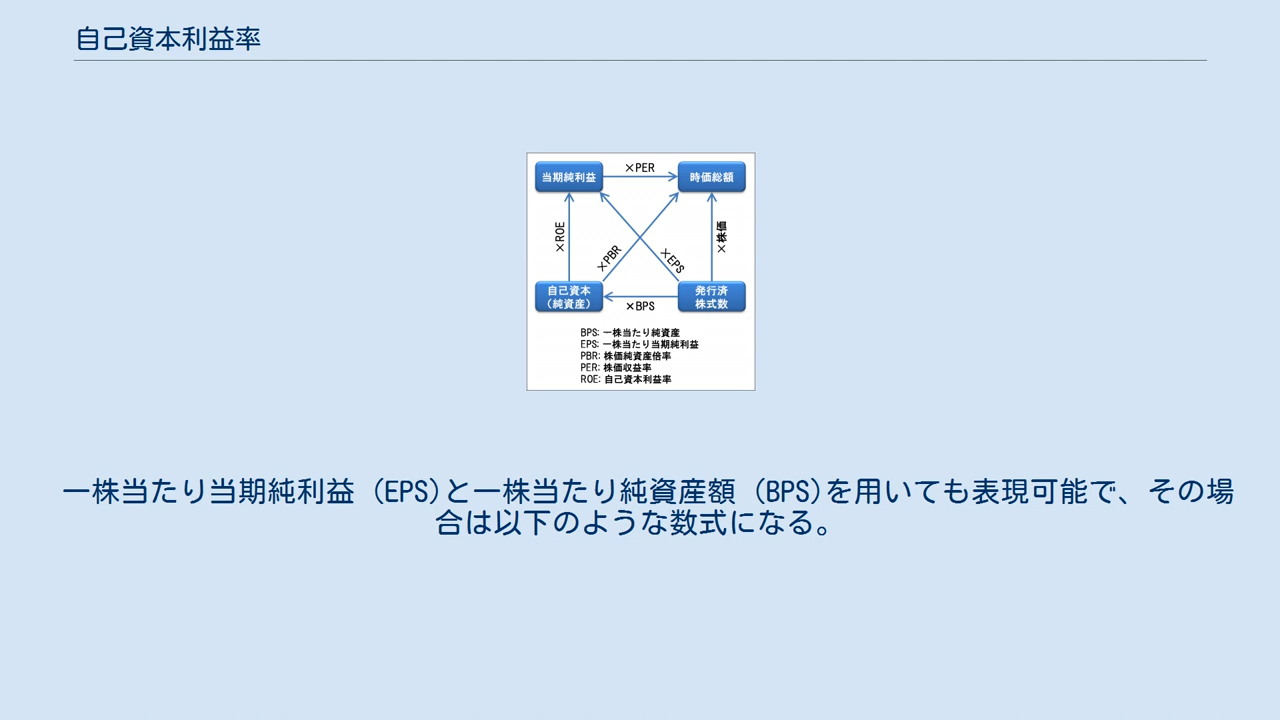 自己資本利益率
当期純利益
×PER
時価総額
×ROE
×PBR
×EPS
×株価
自己資本
(純資産)
×BPS
発行済
株式数
BPS: 一株当たり純資産
EPS: 一株当たり当期純利益
PBR: 株価純資産倍率
PER: 株価収益率
ROE: 自己資本利益率
一株当たり当期純利益 (EPS)と一株当たり純資産額 (BPS)を用いても表現可能で、その場
合は以下のような数式になる。